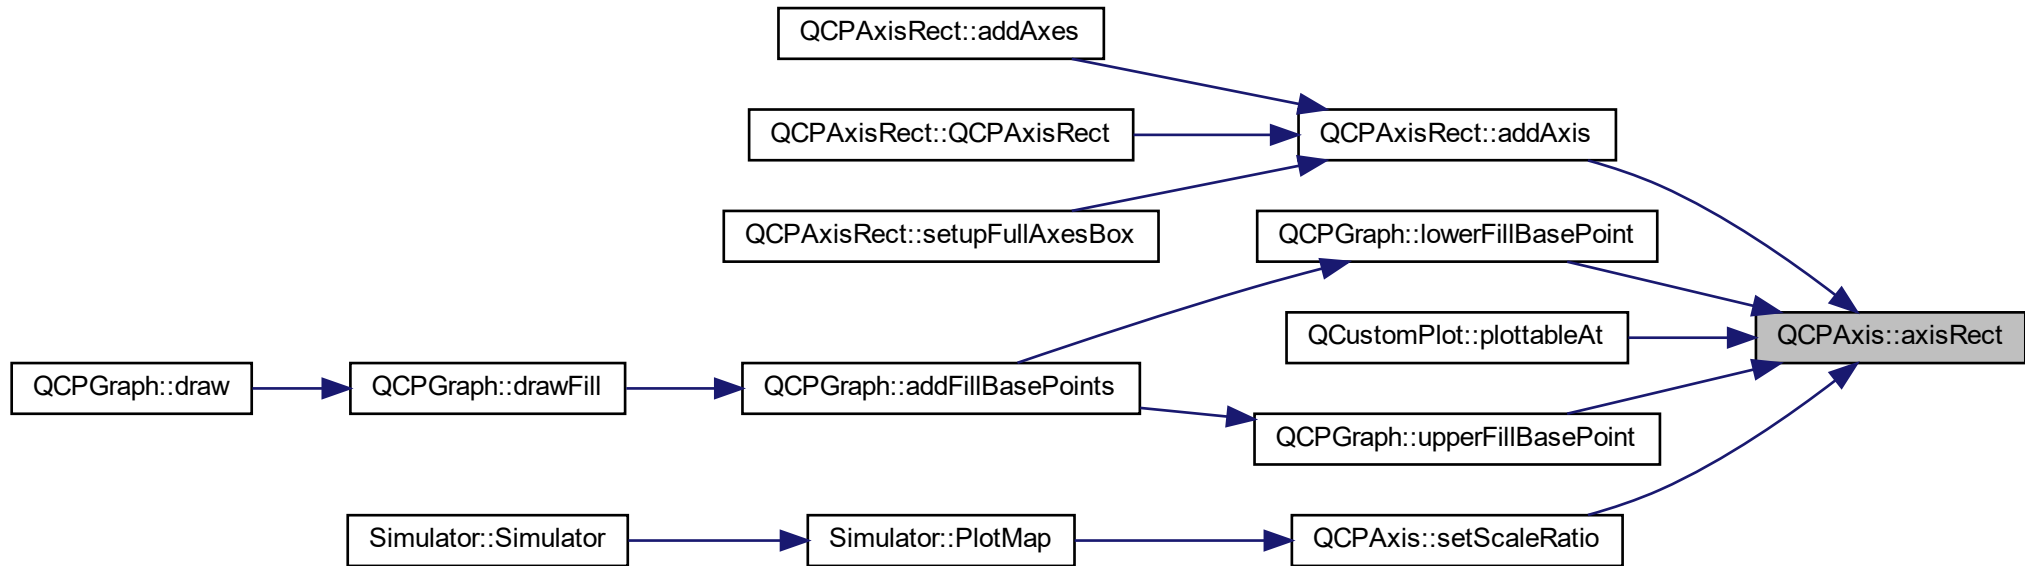 QCPAxisRect::addAxes
QCPAxisRect::QCPAxisRect
QCPAxisRect::addAxis
QCPAxisRect::setupFullAxesBox
QCPGraph::lowerFillBasePoint
QCustomPlot::plottableAt
QCPAxis::axisRect
QCPGraph::draw
QCPGraph::drawFill
QCPGraph::addFillBasePoints
QCPGraph::upperFillBasePoint
Simulator::Simulator
Simulator::PlotMap
QCPAxis::setScaleRatio